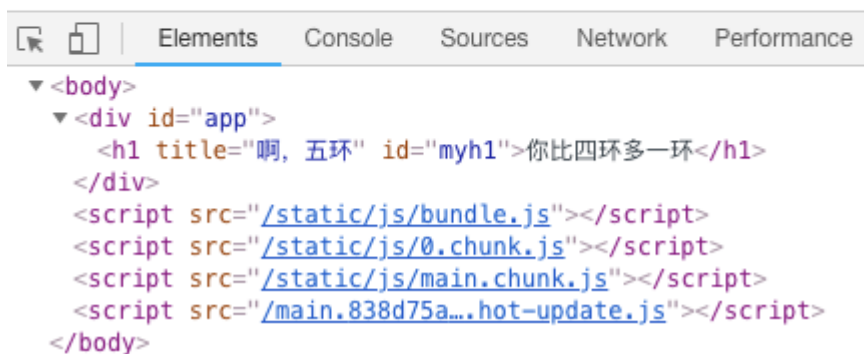 Elements Console Sources Network Performance
▼<body>
▼<div id="app">
<h1 title="啊，五环" id="myh1">你比四环多一环</h1>
</div>
<script src="/static/js/bundle.js"></script>
<script src="/static/js/0.chunk.js"></script>
<script src="/static/js/main.chunk.js"></script>
<script src="/main.838d75a….hot-update.js"></script>
</body>